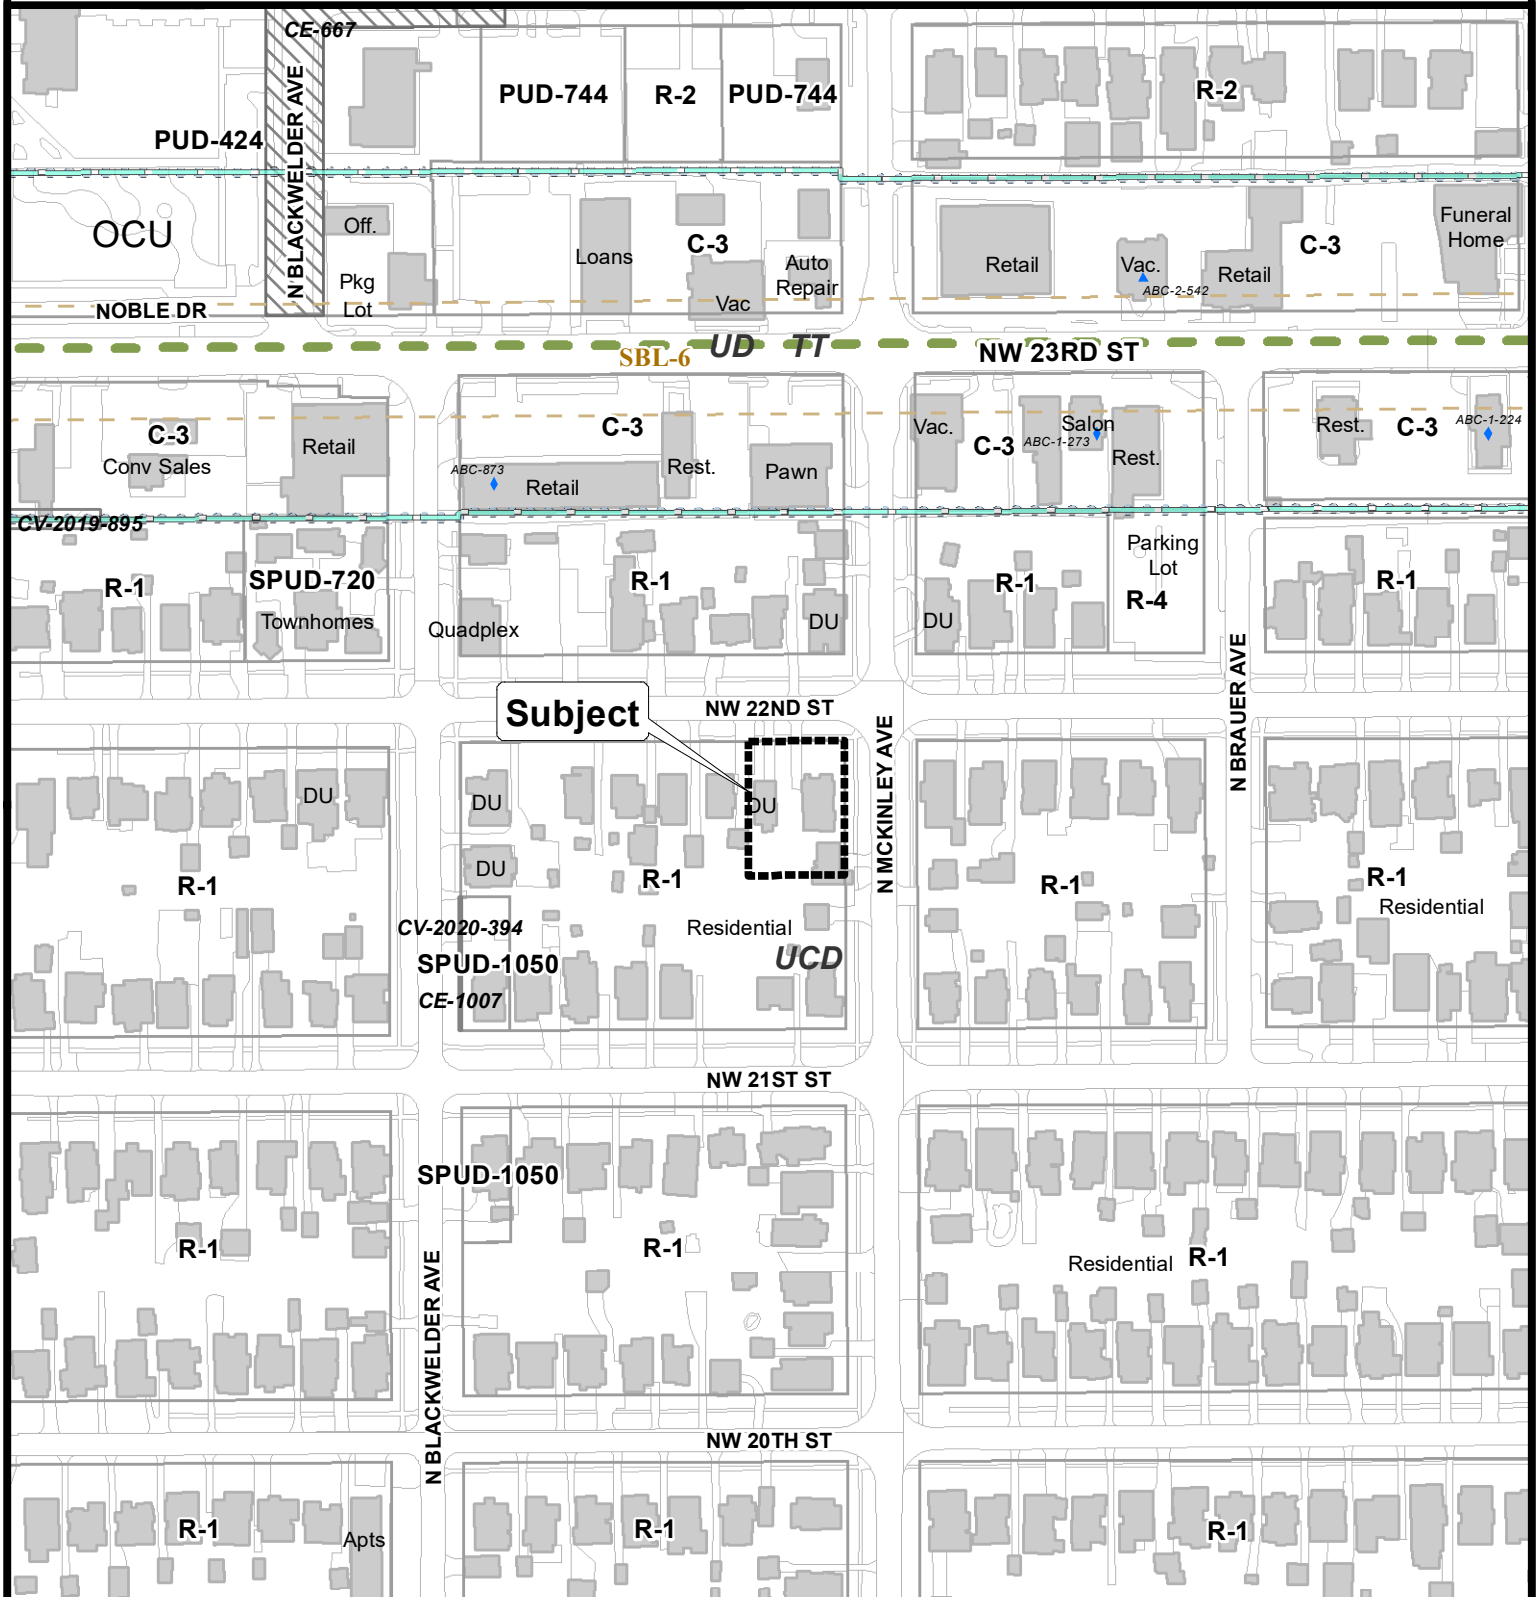 CE-667
N BLACKWELDER AVE
PUD-744
R-2
PUD-744
R-2
PUD-424
OCU
Off.
Pkg
Lot
Loans
C-3
Vac
Auto
Repair
Retail
Vac.
ABC-2-542
Retail
C-3
Funeral
Home
NOBLE DR
SBL-6
UD
TT
NW 23RD ST
C-3
Conv Sales
Retail
C-3
ABC-873
Retail
Rest.
Pawn
Vac.
C-3
ABC-1-273
Salon
Rest.
Rest.
C-3
ABC-1-224
CV-2019-895
R-1
SPUD-720
Townhomes
Quadplex
R-1
DU
DU
R-1
Parking
Lot
R-4
R-1
N BRAUER AVE
Subject
NW 22ND ST
N MCKINLEY AVE
DU
DU
DU
DU
R-1
R-1
R-1
R-1
Residential
Residential
CV-2020-394
SPUD-1050
CE-1007
UCD
NW 21ST ST
SPUD-1050
R-1
R-1
Residential
R-1
N BLACKWELDER AVE
NW 20TH ST
R-1
Apts
R-1
R-1